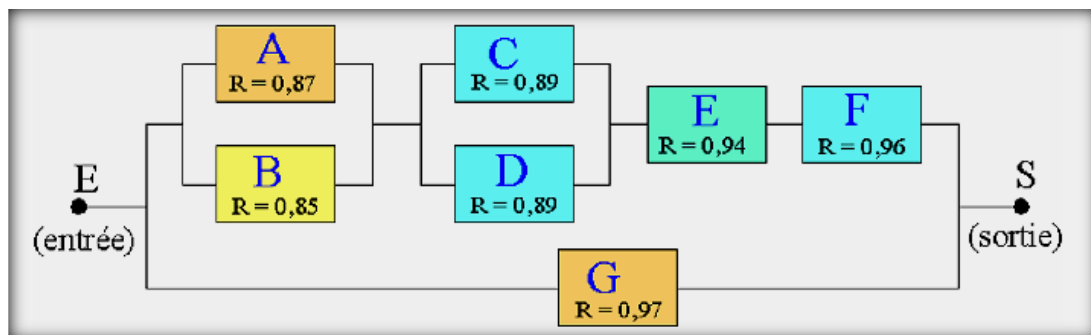 A
R = 0,87
C
R = 0,89
E
R = 0,94
F
R = 0,96
B
R = 0,85
D
R = 0,89
E
(entrée)
S
(sortie)
G
R = 0,97